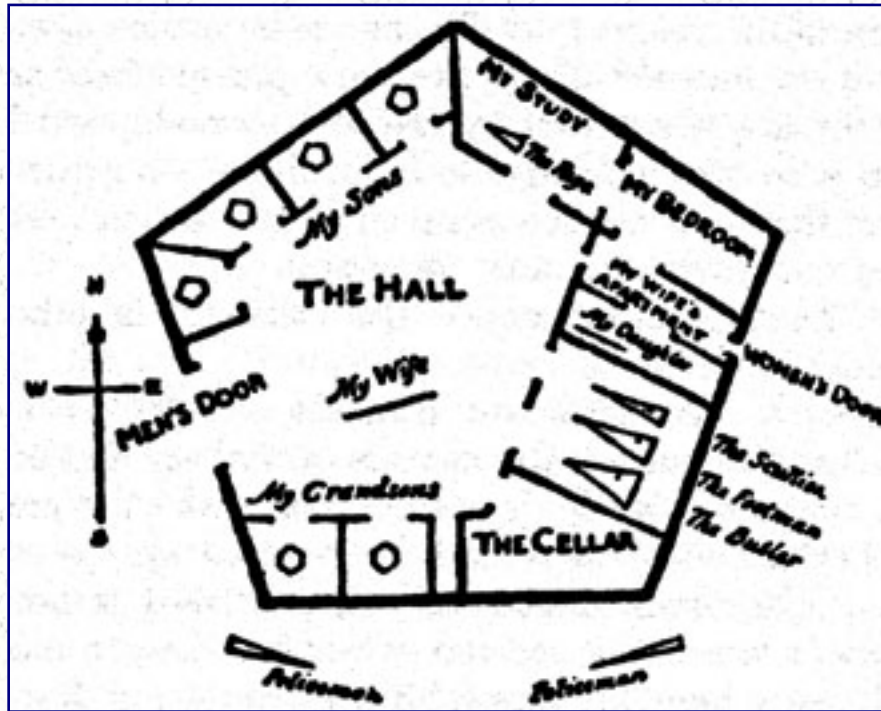 MY STUDY
The Page
MY BEDROOM
My Sons
THE HALL
MY WIFE'S
APARTMENT
My Daughter
WOMEN'S DOOR
N
W
E
S
MEN'S DOOR
My Wife
The Scullion
The Footman
The Butler
My Grandsons
THE CELLAR
Policeman
Policeman